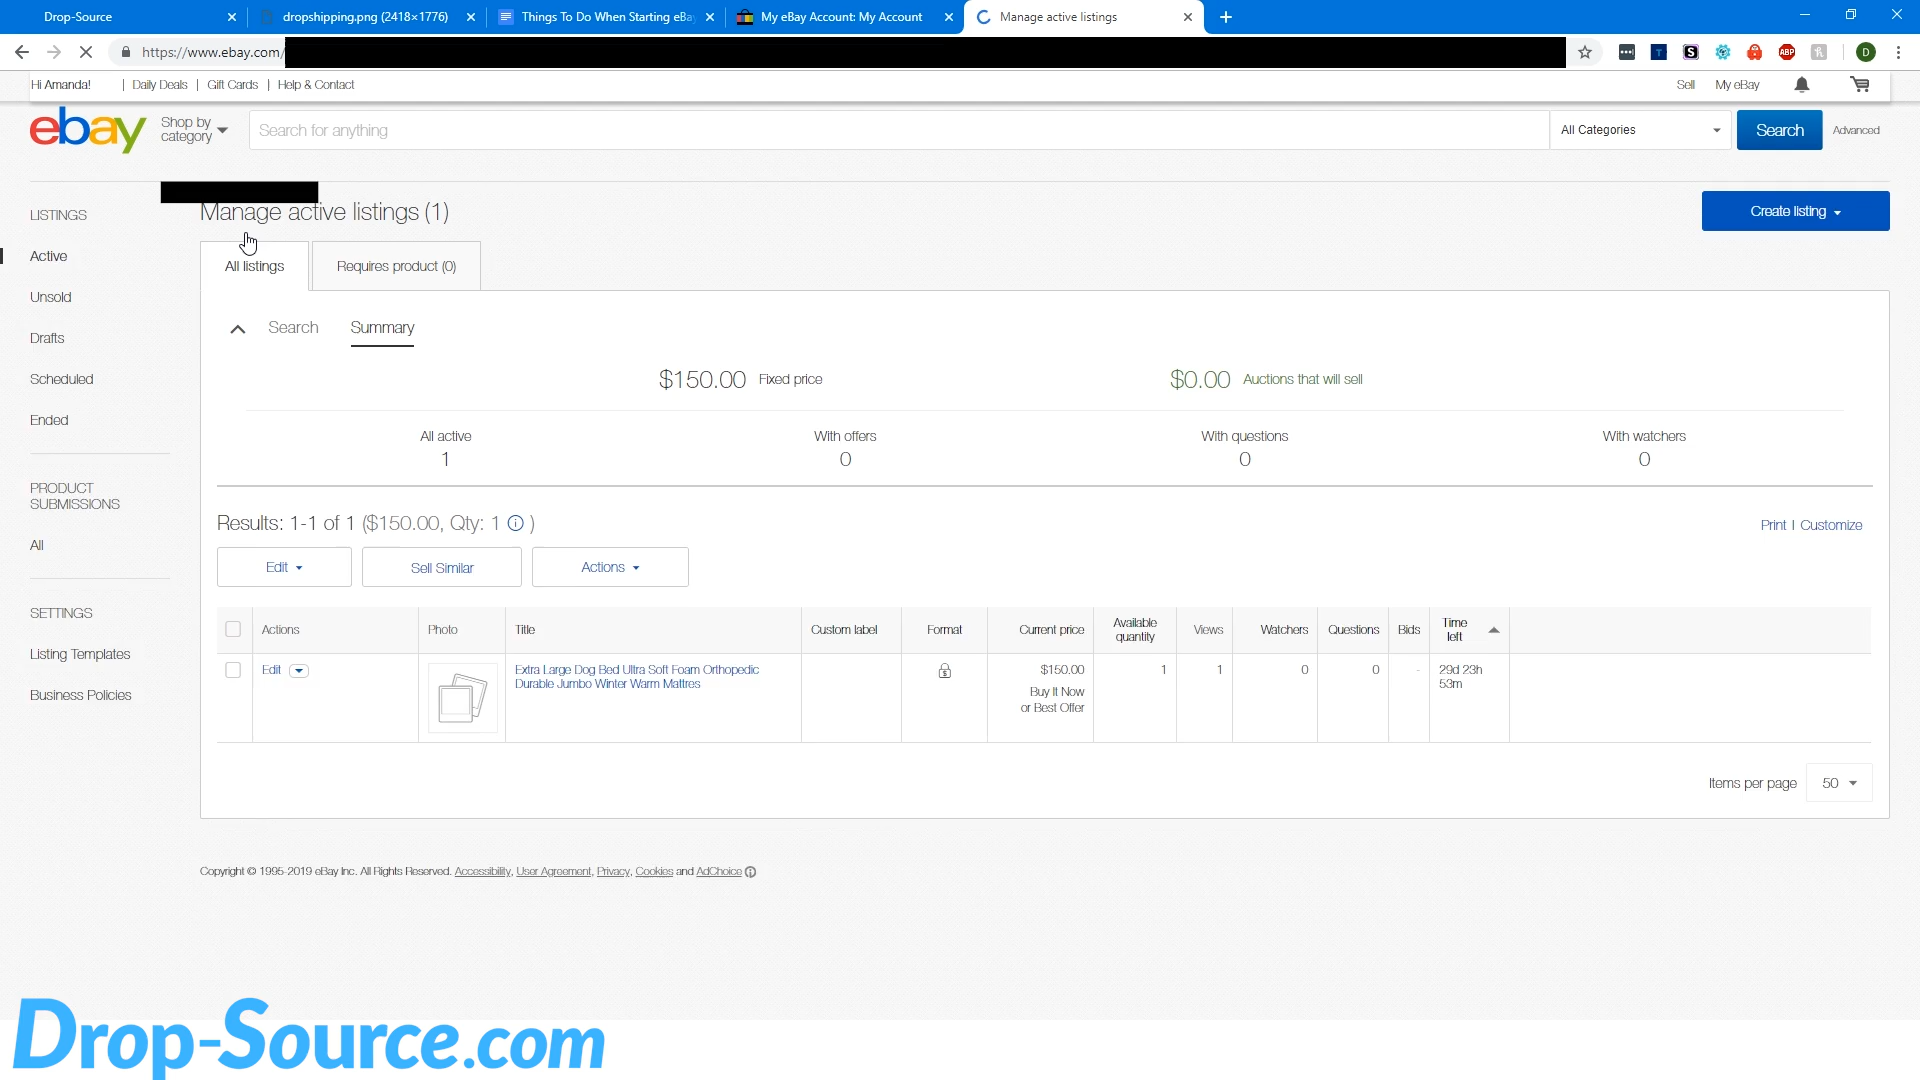 Drop-Source
dropshipping.png (2418×1776)
Things To Do When Starting eBa
My eBay Account: My Account
Manage active listings
https://www.ebay.com/
ABP
D
Hi Amanda! | Daily Deals | Gift Cards | Help & Contact
Sell My eBay
ebay
Shop by
category
Search for anything
All Categories
Search
Advanced
LISTINGS
Active
Unsold
Drafts
Scheduled
Ended
PRODUCT
SUBMISSIONS
All
SETTINGS
Listing Templates
Business Policies
Manage active listings (1)
Create listing
All listings
Requires product (0)
Search
Summary
$150.00 Fixed price
$0.00 Auctions that will sell
All active
1
With offers
0
With questions
0
With watchers
0
Results: 1-1 of 1 ($150.00, Qty: 1 i )
Print | Customize
Edit
Sell Similar
Actions
Actions
Photo
Title
Custom label
Format
Current price
Available
quantity
Views
Watchers
Questions
Bids
Time
left
Edit
Extra Large Dog Bed Ultra Soft Foam Orthopedic
Durable Jumbo Winter Warm Mattres
$150.00
Buy It Now
or Best Offer
1
1
0
0
-
29d 23h
53m
Items per page
50
Copyright © 1995-2019 eBay Inc. All Rights Reserved. Accessibility, User Agreement, Privacy, Cookies and AdChoice
Drop-Source.com